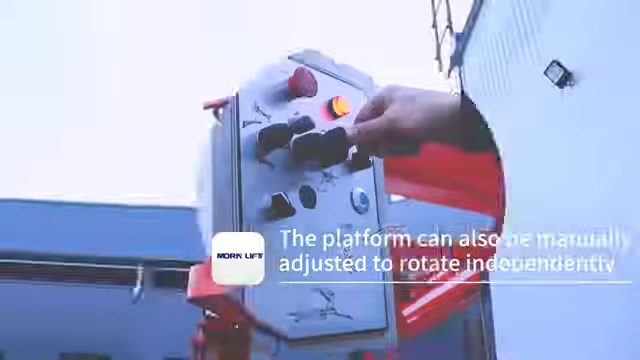 MORN LIFT
The platform can also be manually
adjusted to rotate independently